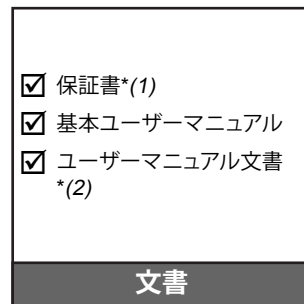 ☑ 保証書*(1)
☑ 基本ユーザーマニュアル
☑ ユーザーマニュアル文書
*(2)
文書